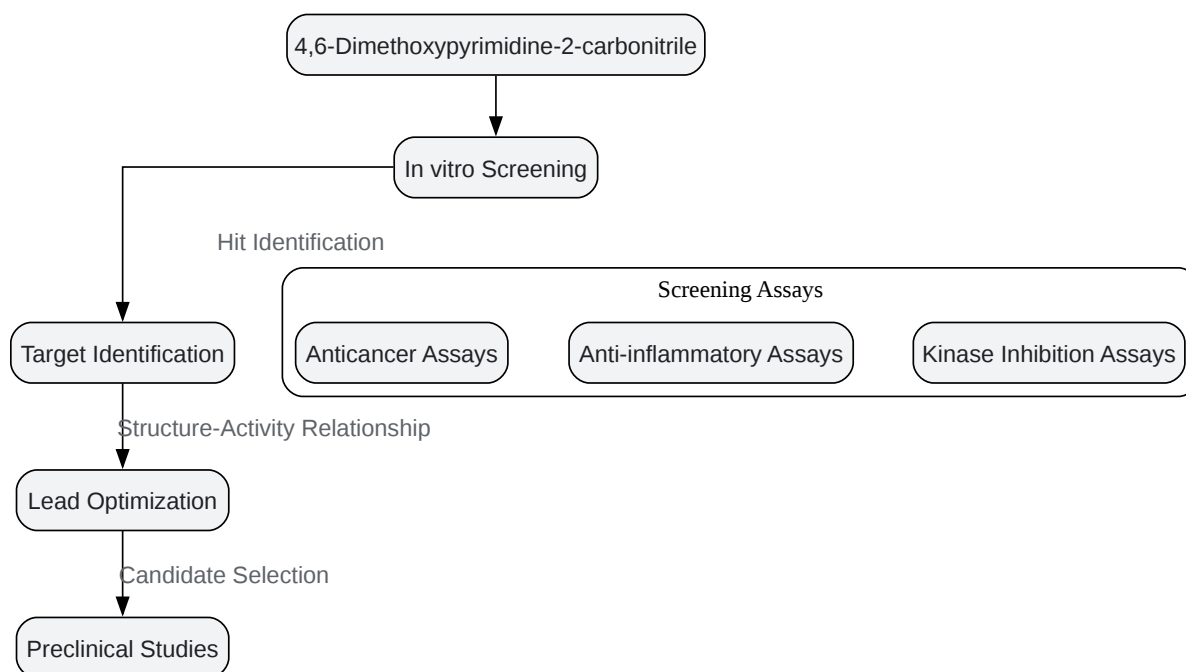 4,6-Dimethoxypyrimidine-2-carbonitrile
In vitro Screening
Hit Identification
Screening Assays
Target Identification
Anticancer Assays
Anti-inflammatory Assays
Kinase Inhibition Assays
Structure-Activity Relationship
Lead Optimization
Candidate Selection
Preclinical Studies